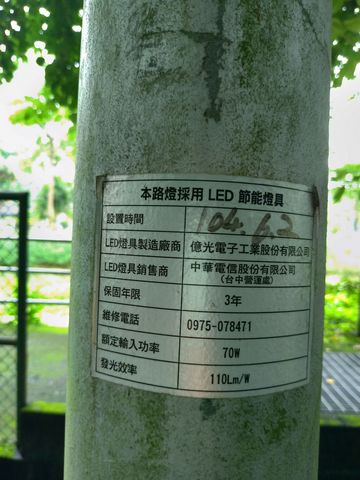 本路燈採用 LED 節能燈具
設置時間 104.6.2
LED燈具製造廠商 億光電子工業股份有限公司
LED燈具銷售商 中華電信股份有限公司
(台中營運處)
保固年限 3年
維修電話 0975-078471
額定輸入功率 70W
發光效率 110Lm/W